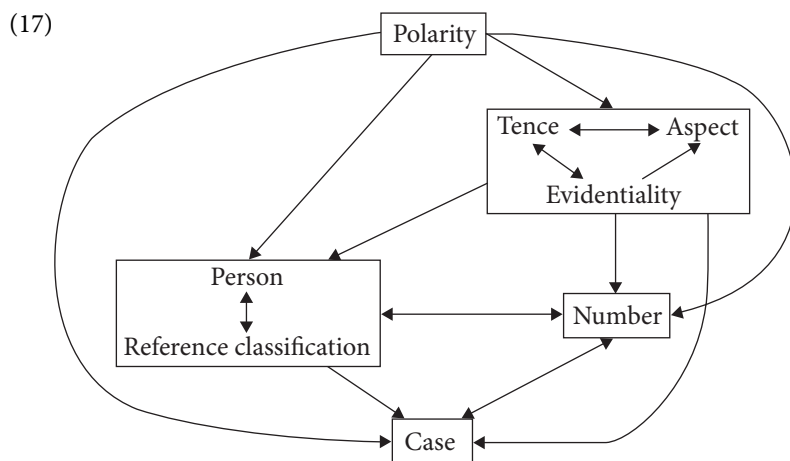 (17)
Polarity
Tence Aspect
Evidentiality
Person
Number
Reference classification
Case